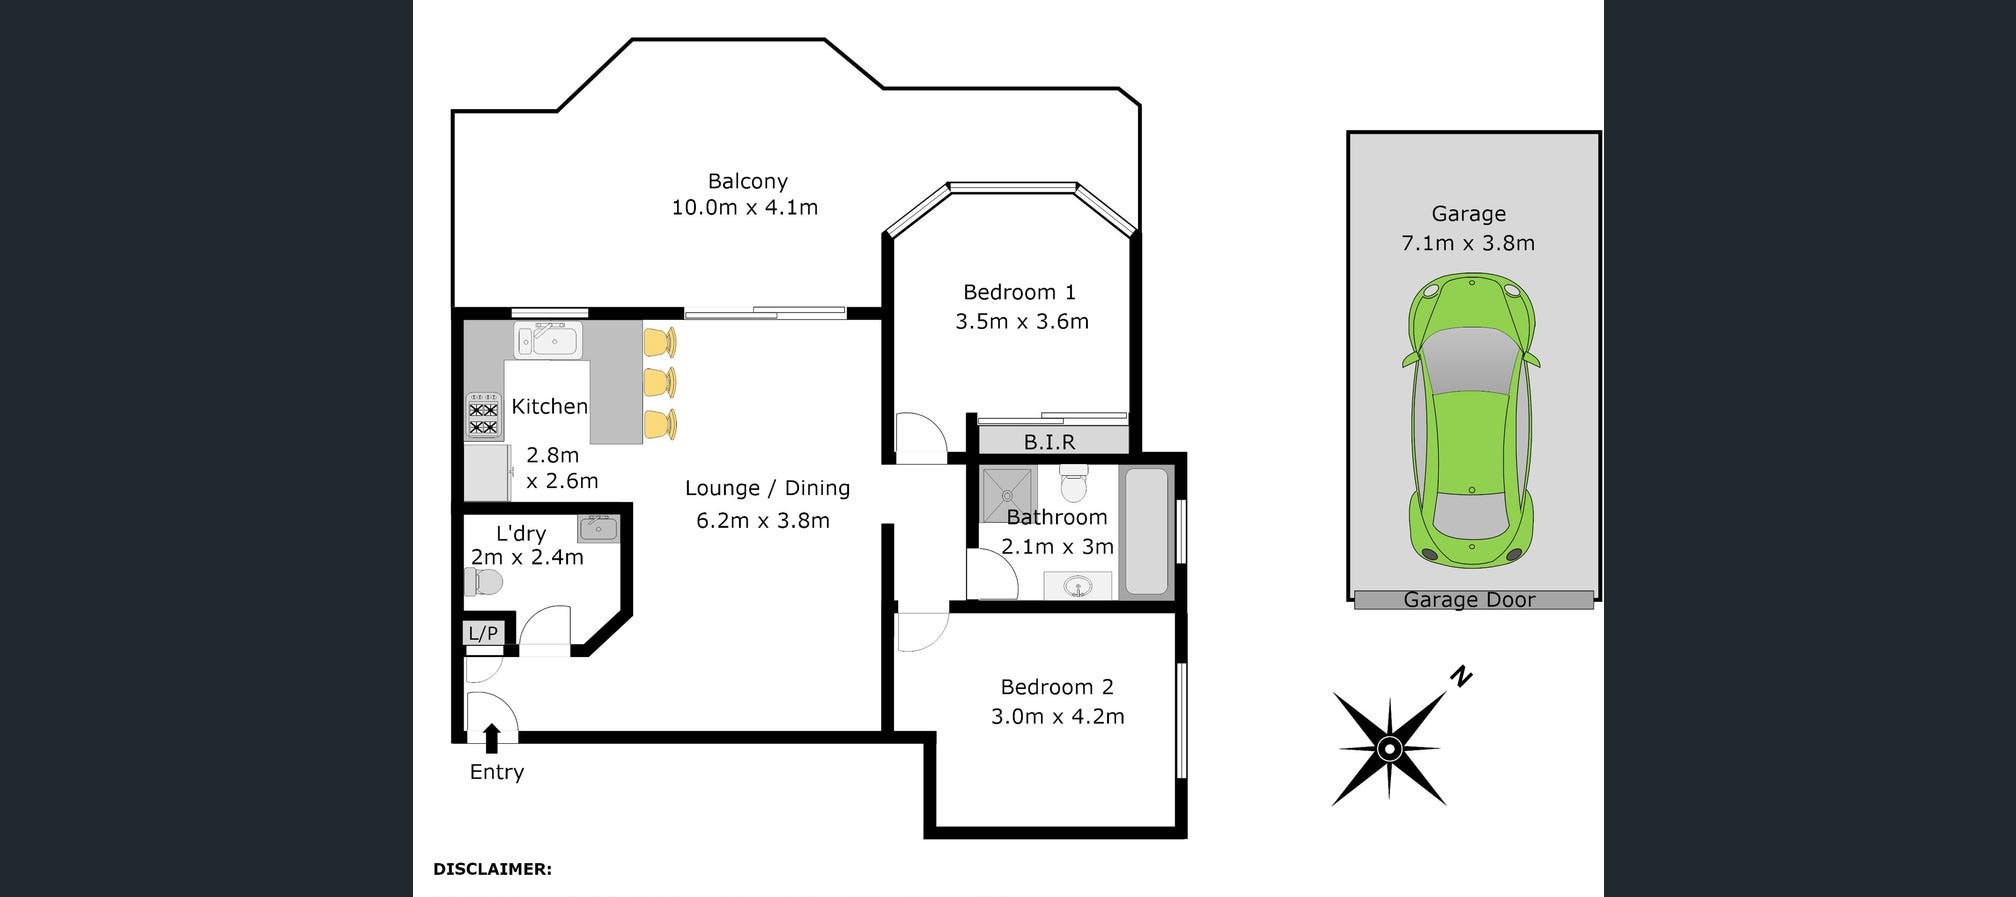 Balcony
10.0m x 4.1m
Garage
7.1m x 3.8m
Bedroom 1
3.5m x 3.6m
B.I.R
Kitchen
2.8m
x 2.6m
Lounge / Dining
6.2m x 3.8m
Bathroom
2.1m x 3m
L'dry
2m x 2.4m
L/P
Garage Door
N
Bedroom 2
3.0m x 4.2m
Entry
DISCLAIMER: